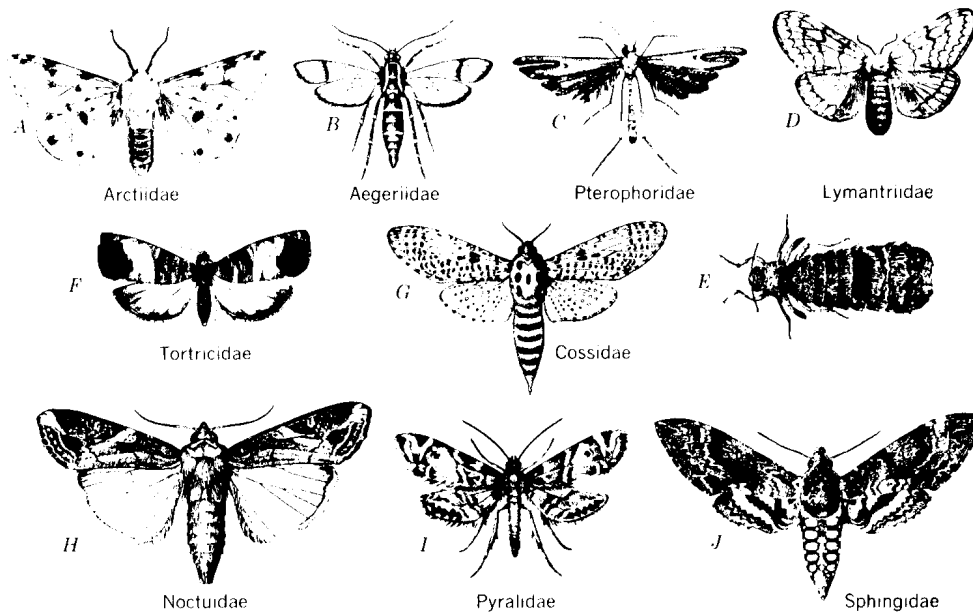 A
B
C
D
Arctiidae
Aegeriidae
Pterophoridae
Lymantriidae
F
G
E
Tortricidae
Cossidae
H
I
J
Noctuidae
Pyralidae
Sphingidae